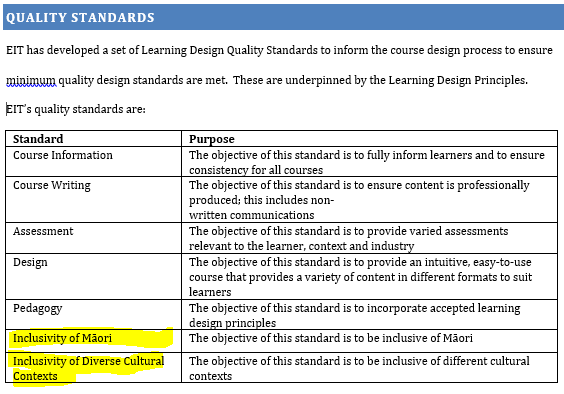 QUALITY STANDARDS
EIT has developed a set of Learning Design Quality Standards to inform the course design process to ensure
minimum quality design standards are met.  These are underpinned by the Learning Design Principles.
EIT's quality standards are:
Standard Purpose
Course Information The objective of this standard is to fully inform learners and to ensure
consistency for all courses
Course Writing The objective of this standard is to ensure content is professionally
produced; this includes non-
written communications
Assessment The objective of this standard is to provide varied assessments
relevant to the learner, context and industry
Design The objective of this standard is to provide an intuitive, easy-to-use
course that provides a variety of content in different formats to suit
learners
Pedagogy The objective of this standard is to incorporate accepted learning
design principles
Inclusivity of Māori The objective of this standard is to be inclusive of Māori
Inclusivity of Diverse Cultural The objective of this standard is to be inclusive of different cultural
Contexts contexts